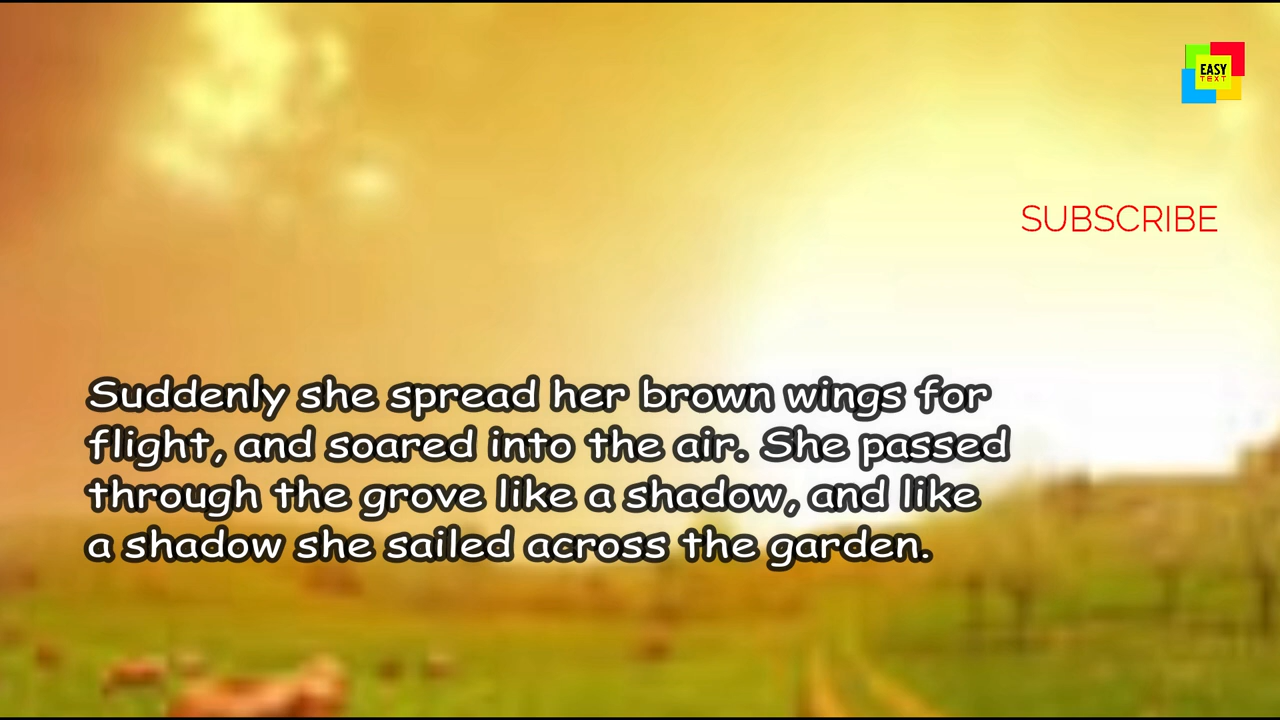 EASY
TEXT
SUBSCRIBE
Suddenly she spread her brown wings for
flight, and soared into the air. She passed
through the grove like a shadow, and like
a shadow she sailed across the garden.